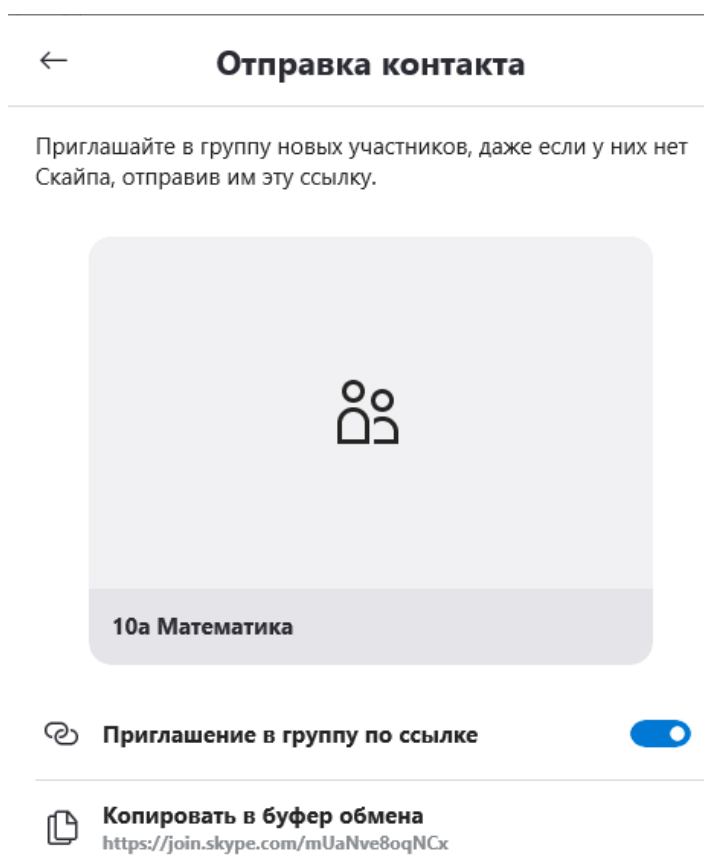 Отправка контакта
Приглашайте в группу новых участников, даже если у них нет
Скайпа, отправив им эту ссылку.
10а Математика
Приглашение в группу по ссылке
Копировать в буфер обмена
https://join.skype.com/mUaNve8oqNCx